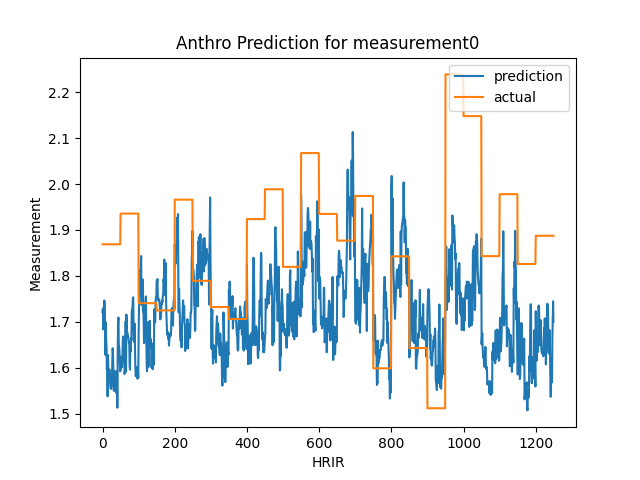 Anthro Prediction for measurement0
prediction
actual
Measurement
2.2
2.1
2.0
1.9
1.8
1.7
1.6
1.5
0 200 400 600 800 1000 1200
HRIR